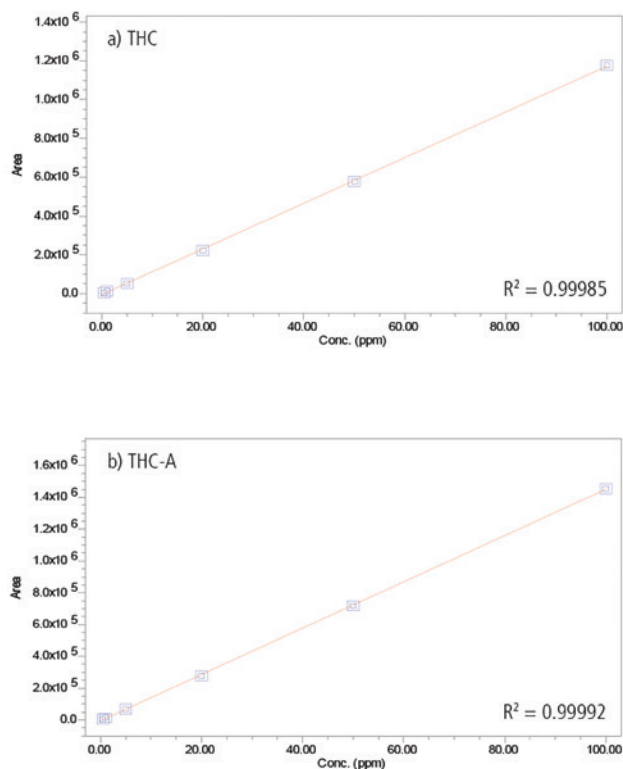 a) THC
1.4x10 6
1.2x10 6
1.0x10 6
8.0x10 5
6.0x10 5
4.0x10 5
2.0x10 5
0.0
Area
R² = 0.99985
0.00 20.00 40.00 60.00 80.00 100.00
Conc. (ppm)
b) THC-A
1.6x10 6
1.4x10 6
1.2x10 6
1.0x10 6
8.0x10 5
6.0x10 5
4.0x10 5
2.0x10 5
0.0
Area
R² = 0.99992
0.00 20.00 40.00 60.00 80.00 100.00
Conc. (ppm)